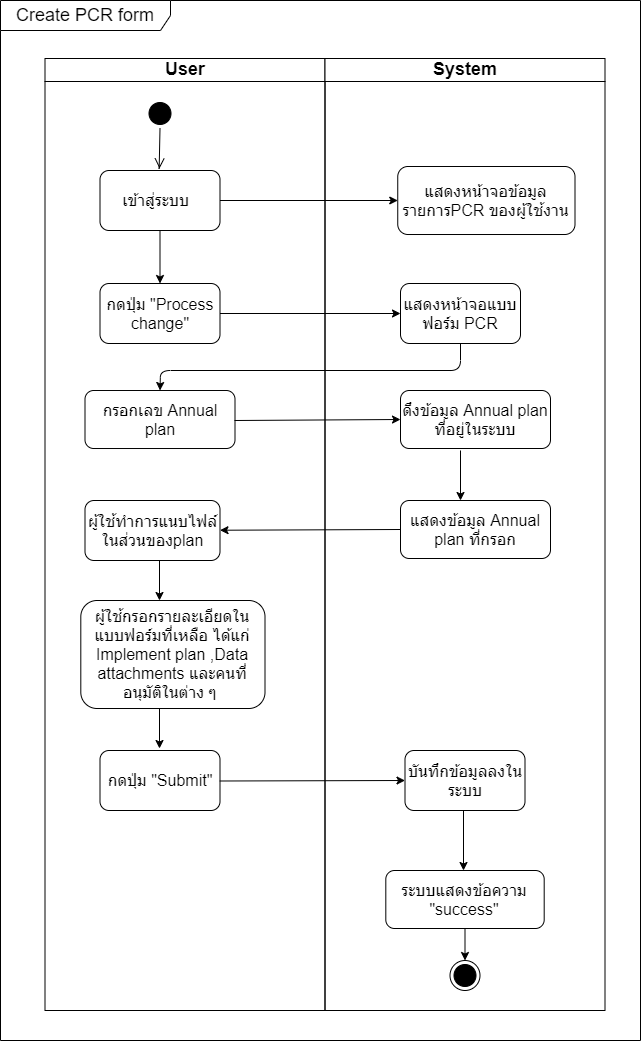 Create PCR form
User
System
เข้าสู่ระบบ
แสดงหน้าจอข้อมูล
รายการPCR ของผู้ใช้งาน
กดปุ่ม "Process
change"
แสดงหน้าจอแบบ
ฟอร์ม PCR
กรอกเลข Annual
plan
ดึงข้อมูล Annual plan
ที่อยู่ในระบบ
แสดงข้อมูล Annual
plan ที่กรอก
ผู้ใช้ทำการแนบไฟล์
ในส่วนของplan
ผู้ใช้กรอกรายละเอียดใน
แบบฟอร์มที่เหลือ ได้แก่
Implement plan ,Data
attachments และคนที่
อนุมัติในต่าง ๆ
กดปุ่ม "Submit"
บันทึกข้อมูลลงใน
ระบบ
ระบบแสดงข้อความ
"success"